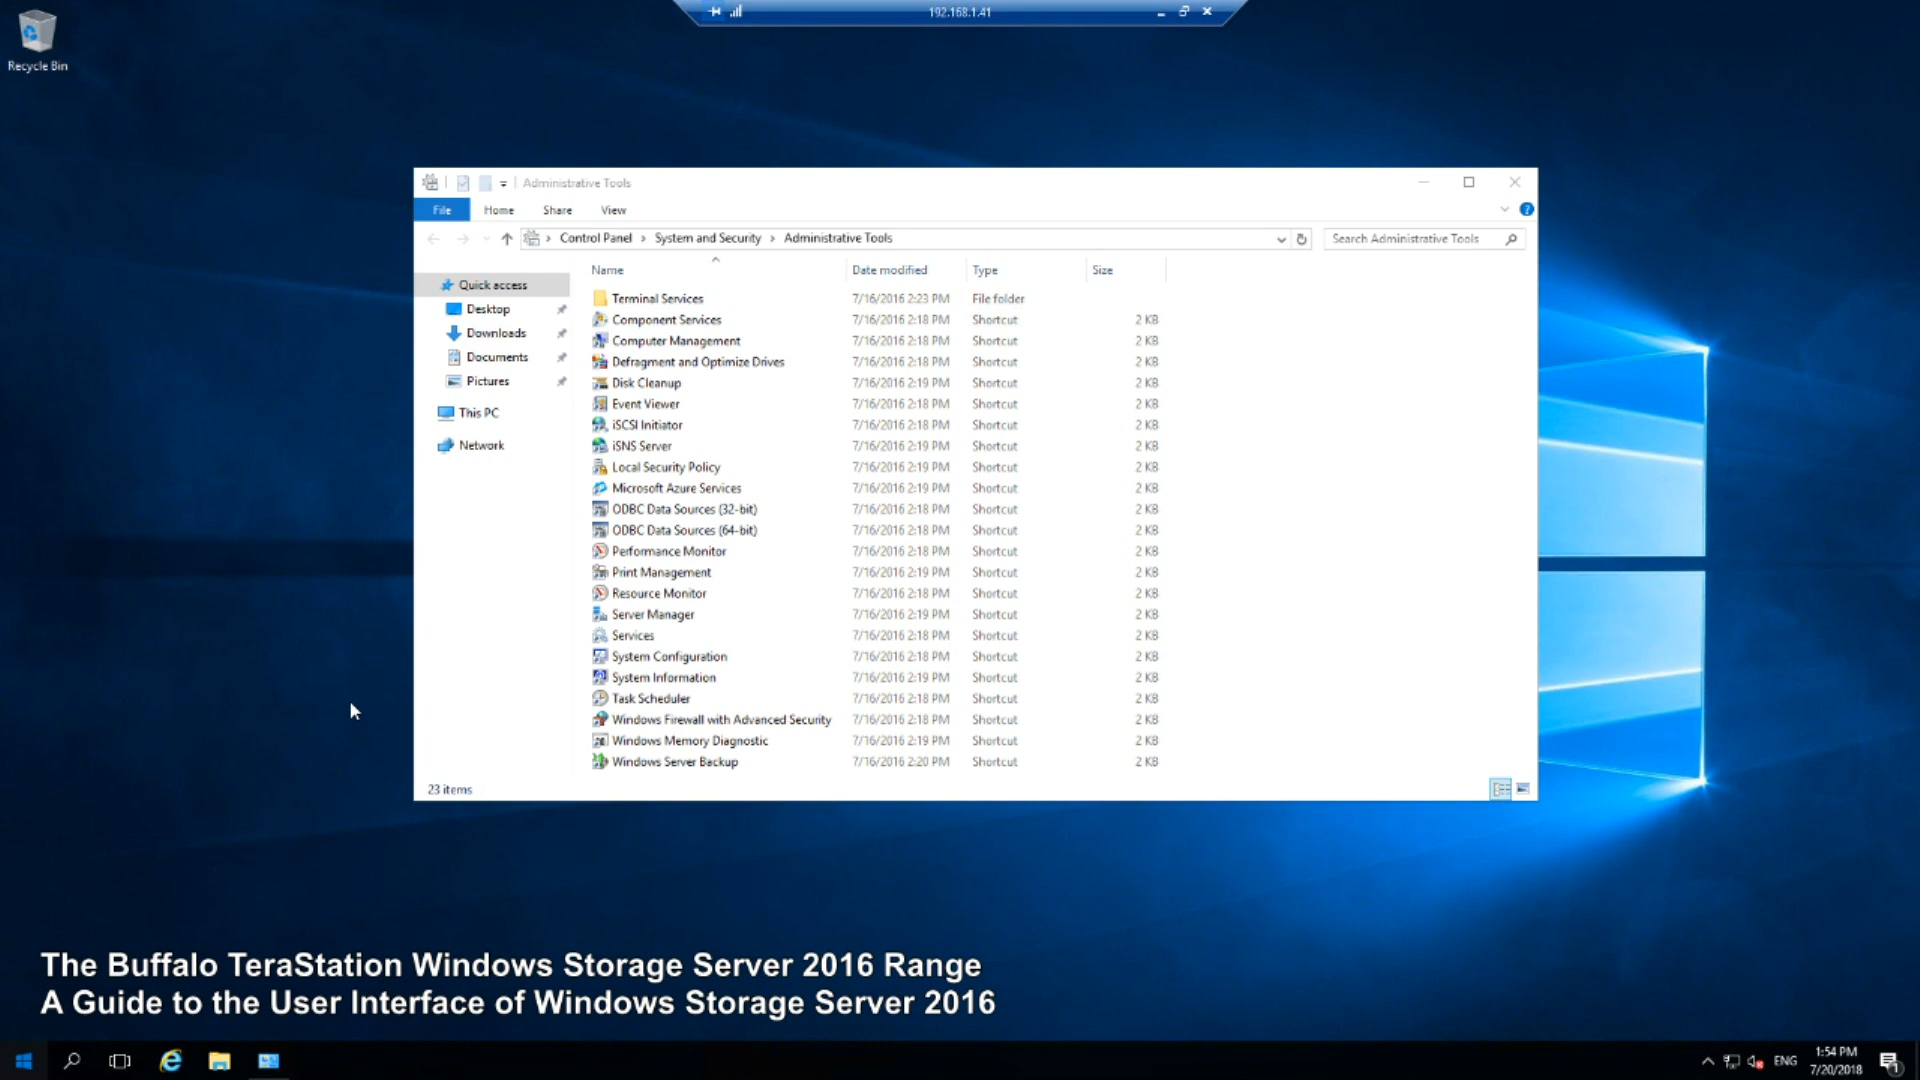 192.168.1.41
Recycle Bin
Administrative Tools
File Home Share View
Control Panel System and Security Administrative Tools
Search Administrative Tools
Name Date modified Type Size
Quick access
Desktop
Downloads
Documents
Pictures
This PC
Network
Terminal Services 7/16/2016 2:23 PM File folder
Component Services 7/16/2016 2:18 PM Shortcut 2 KB
Computer Management 7/16/2016 2:18 PM Shortcut 2 KB
Defragment and Optimize Drives 7/16/2016 2:18 PM Shortcut 2 KB
Disk Cleanup 7/16/2016 2:19 PM Shortcut 2 KB
Event Viewer 7/16/2016 2:18 PM Shortcut 2 KB
iSCSI Initiator 7/16/2016 2:18 PM Shortcut 2 KB
iSNS Server 7/16/2016 2:19 PM Shortcut 2 KB
Local Security Policy 7/16/2016 2:19 PM Shortcut 2 KB
Microsoft Azure Services 7/16/2016 2:19 PM Shortcut 2 KB
ODBC Data Sources (32-bit) 7/16/2016 2:18 PM Shortcut 2 KB
ODBC Data Sources (64-bit) 7/16/2016 2:18 PM Shortcut 2 KB
Performance Monitor 7/16/2016 2:18 PM Shortcut 2 KB
Print Management 7/16/2016 2:19 PM Shortcut 2 KB
Resource Monitor 7/16/2016 2:18 PM Shortcut 2 KB
Server Manager 7/16/2016 2:19 PM Shortcut 2 KB
Services 7/16/2016 2:18 PM Shortcut 2 KB
System Configuration 7/16/2016 2:18 PM Shortcut 2 KB
System Information 7/16/2016 2:19 PM Shortcut 2 KB
Task Scheduler 7/16/2016 2:18 PM Shortcut 2 KB
Windows Firewall with Advanced Security 7/16/2016 2:18 PM Shortcut 2 KB
Windows Memory Diagnostic 7/16/2016 2:19 PM Shortcut 2 KB
Windows Server Backup 7/16/2016 2:20 PM Shortcut 2 KB
23 items
The Buffalo TeraStation Windows Storage Server 2016 Range
A Guide to the User Interface of Windows Storage Server 2016
ENG
1:54 PM
7/20/2018
1